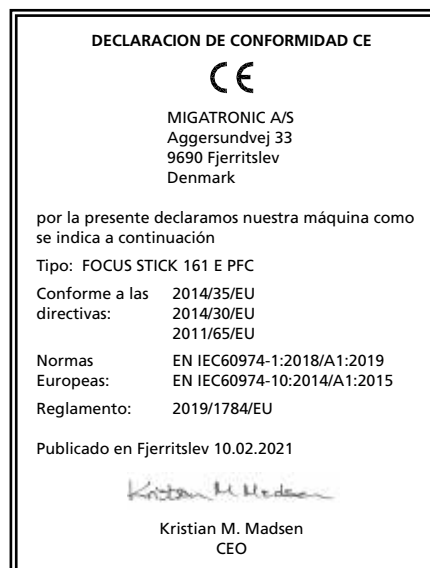 DECLARACION DE CONFORMIDAD CE
CE
MIGATRONIC A/S
Aggersundvej 33
9690 Fjerritslev
Denmark
por la presente declaramos nuestra máquina como
se indica a continuación
Tipo: FOCUS STICK 161 E PFC
Conforme a las 2014/35/EU
directivas: 2014/30/EU
2011/65/EU
Normas EN IEC60974-1:2018/A1:2019
Europeas: EN IEC60974-10:2014/A1:2015
Reglamento: 2019/1784/EU
Publicado en Fjerritslev 10.02.2021
Kristian M Madsen
Kristian M. Madsen
CEO